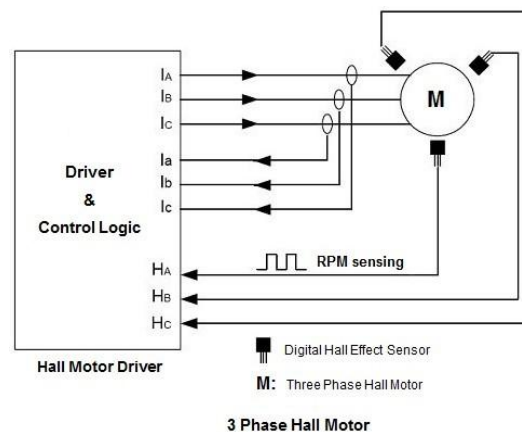 IA
IB
IC
Ia
Ib
Ic
Driver
&
Control Logic
M
HA
HB
HC
RPM sensing
Hall Motor Driver
Digital Hall Effect Sensor
M: Three Phase Hall Motor
3 Phase Hall Motor